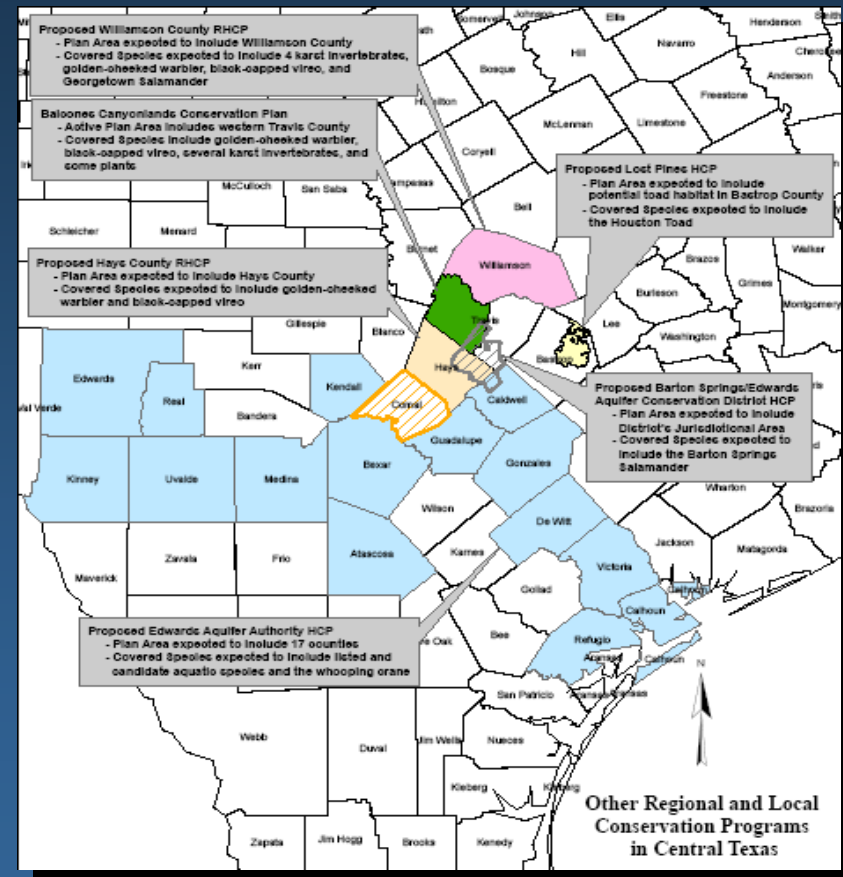 Somervell
Johnson
Ellis
Henderson
Smith
Hill
Navarro
Cherokee
Bosque
Anderson
Freestone
Hamilton
McLennan
Limestone
Coryell
Proposed Williamson County RHCP
- Plan Area expected to Include Williamson County
- Covered Species expected to Include 4 karst Invertebrates,
golden-cheeked warbler, black-capped vireo, and
Georgetown Salamander
Balcones Canyonlands Conservation Plan
- Active Plan Area Includes western Travis County
- Covered Species Include golden-cheeked warbler,
black-capped vireo, several karst Invertebrates, and
some plants
Proposed Lost Pines HCP
- Plan Area expected to Include
potential toad habitat in Bastrop County
- Covered Species expected to Include
the Houston Toad
McCulloch
San Saba
Lampasas
Bell
Schleicher
Menard
Burnet
Williamson
Brazos
Walker
Grimes
Burleson
Montgomery
Proposed Hays County RHCP
- Plan Area expected to Include Hays County
- Covered Species expected to Include golden-cheeked
warbler and black-capped vireo
Gillespie
Blanco
Travis
Lee
Washington
Bastrop
Kerr
Hays
Edwards
Real
Kendall
Comal
Caldwell
Val Verde
Bandera
Guadalupe
Proposed Barton Springs/Edwards
Aquifer Conservation District HCP
- Plan Area expected to Include
District's Jurisdictional Area
- Covered Species expected to
Include the Barton Springs
Salamander
Kinney
Uvalde
Medina
Bexar
Gonzales
Wharton
Wilson
Brazoria
De Witt
Zavala
Frio
Atascosa
Karnes
Jackson
Matagorda
Maverick
Victoria
Goliad
Calhoun
Calhoun
Proposed Edwards Aquifer Authority HCP
- Plan Area expected to Include 17 counties
- Covered Species expected to Include listed and
candidate aquatic species and the whooping crane
Live Oak
Bee
Refugio
Aransas
Calhoun
N
San Patricio
Aransas
Aransas
Webb
Duval
Jim Wells
Nueces
Kleberg
Kleberg
Other Regional and Local
Conservation Programs
in Central Texas
Zapata
Jim Hogg
Brooks
Kenedy